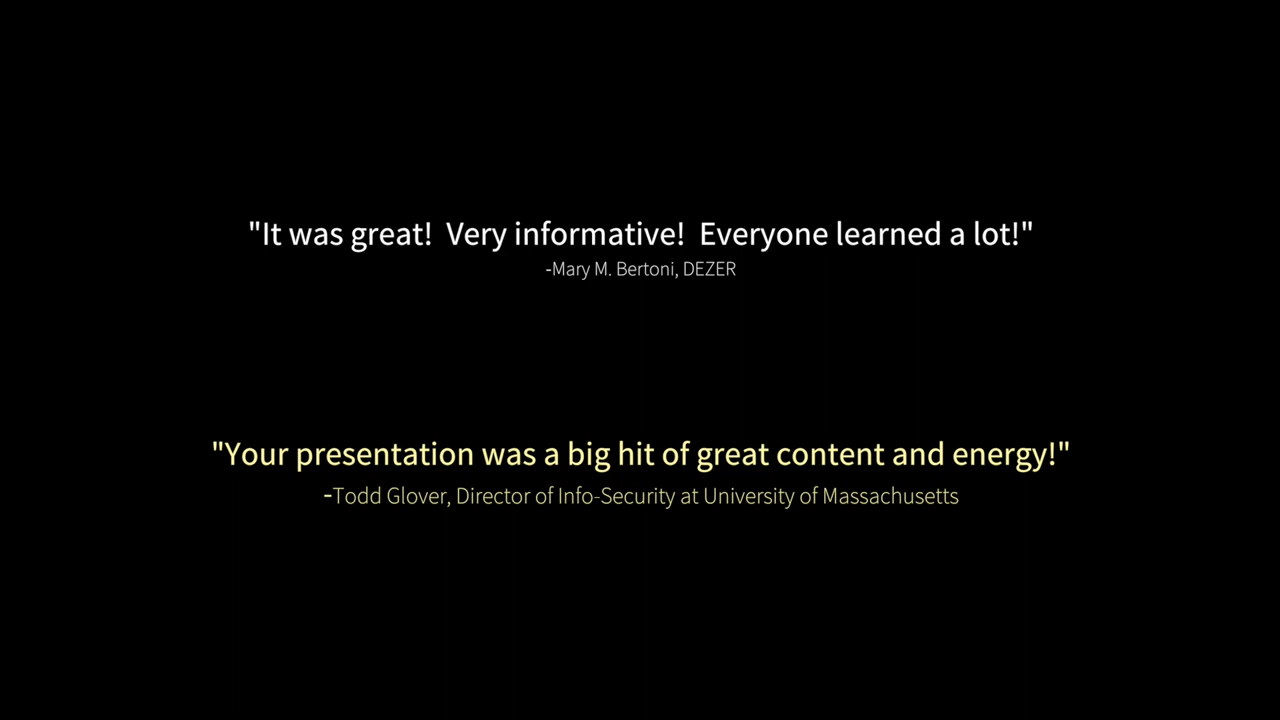 "It was great!  Very informative!  Everyone learned a lot!"
-Mary M. Bertoni, DEZER
"Your presentation was a big hit of great content and energy!"
-Todd Glover, Director of Info-Security at University of Massachusetts